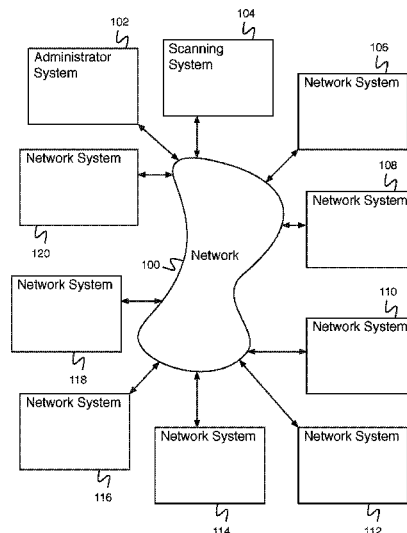 102
Administrator
System
104
Scanning
System
106
Network System
Network System
120
108
Network System
100
Network
Network System
118
110
Network System
Network System
116
Network System
114
Network System
112